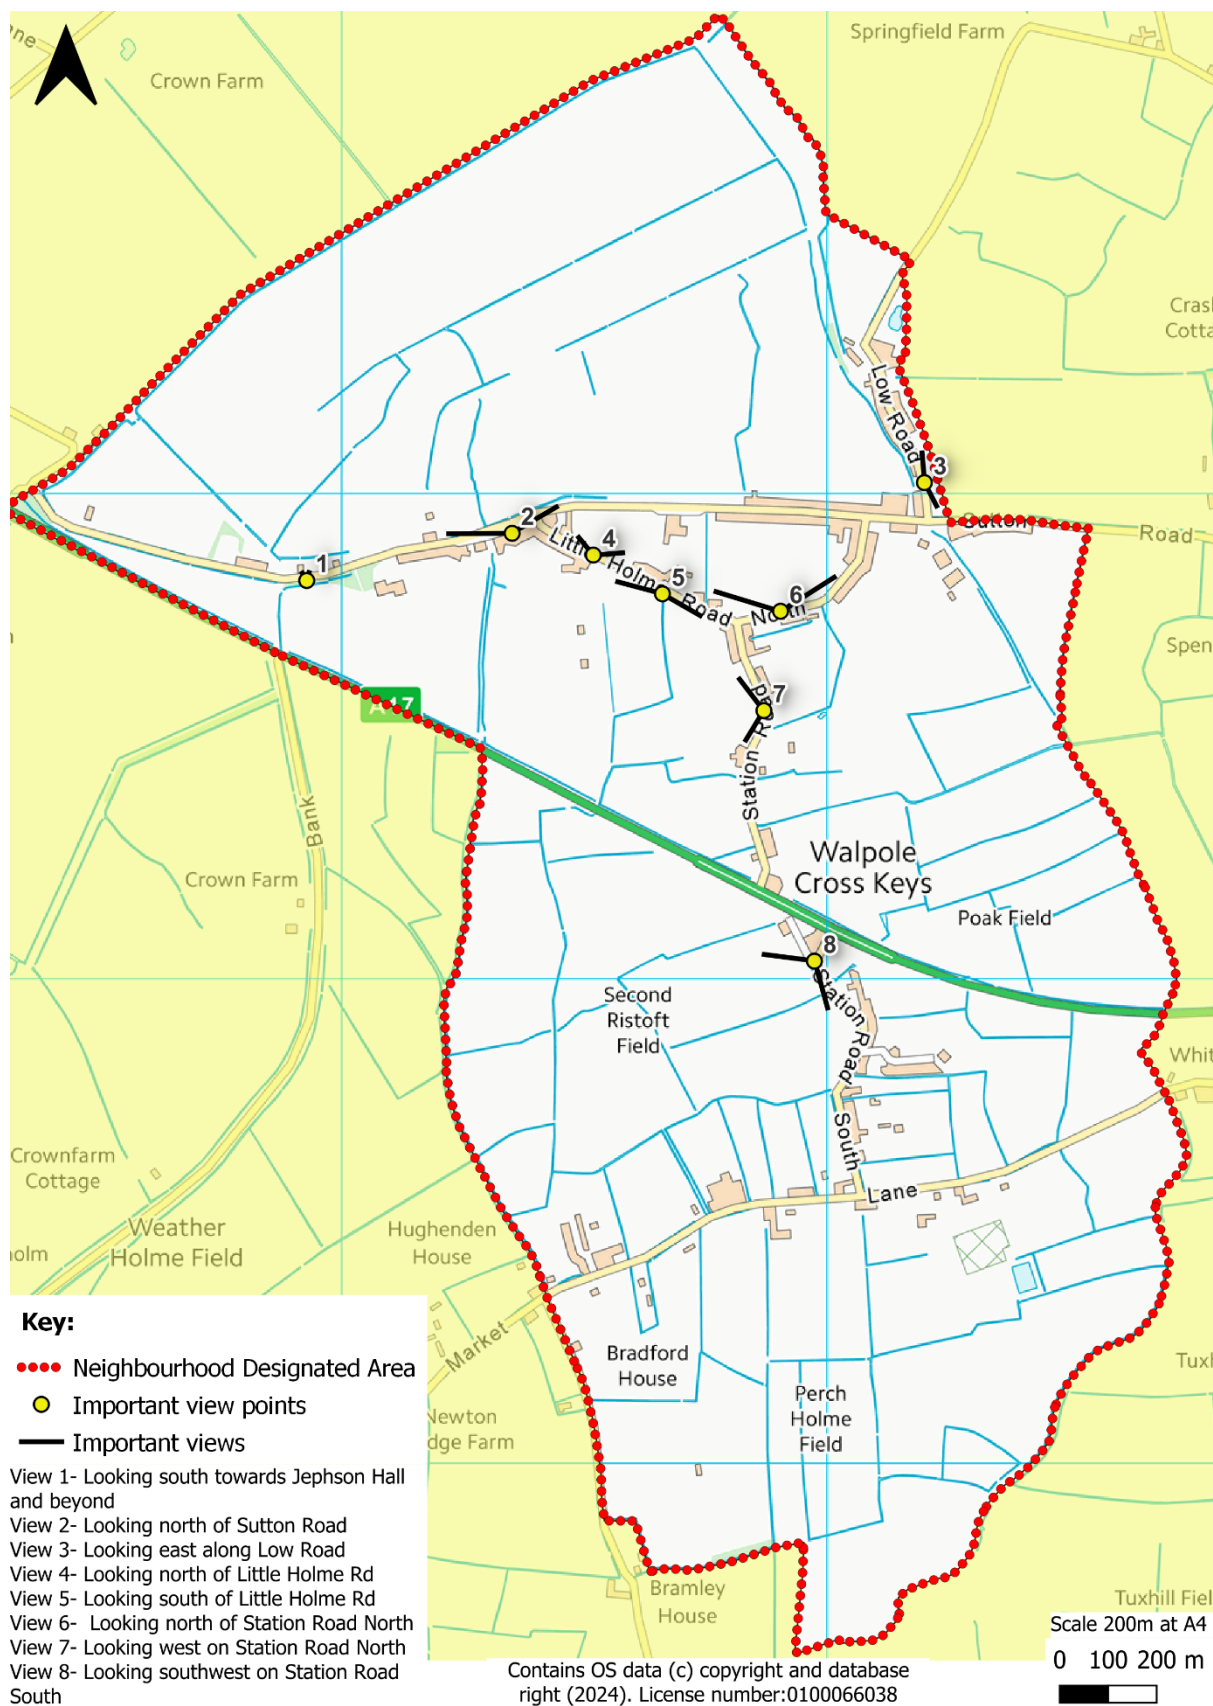 ne
Crown Farm
Springfield Farm
Cras
Cotta
Low Road
3
2
1
Little Holme Road
4
5
6
North
Sutton
Road
Spen
A17
7
Station Road
Bank
Walpole
Cross Keys
Crown Farm
Poak Field
8
Second
Ristoft
Field
Station Road South
Whit
Crownfarm
Cottage
Weather
Holme Field
olm
Hughenden
House
Lane
Market
Bradford
House
Perch
Holme
Field
Tuxh
Newton
dge Farm
Bramley
House
Tuxhill Fiel
Key:
Neighbourhood Designated Area
Important view points
Important views
View 1- Looking south towards Jephson Hall
and beyond
View 2- Looking north of Sutton Road
View 3- Looking east along Low Road
View 4- Looking north of Little Holme Rd
View 5- Looking south of Little Holme Rd
View 6-  Looking north of Station Road North
View 7- Looking west on Station Road North
View 8- Looking southwest on Station Road
South
Contains OS data (c) copyright and database
right (2024). License number:0100066038
Scale 200m at A4
0 100 200 m